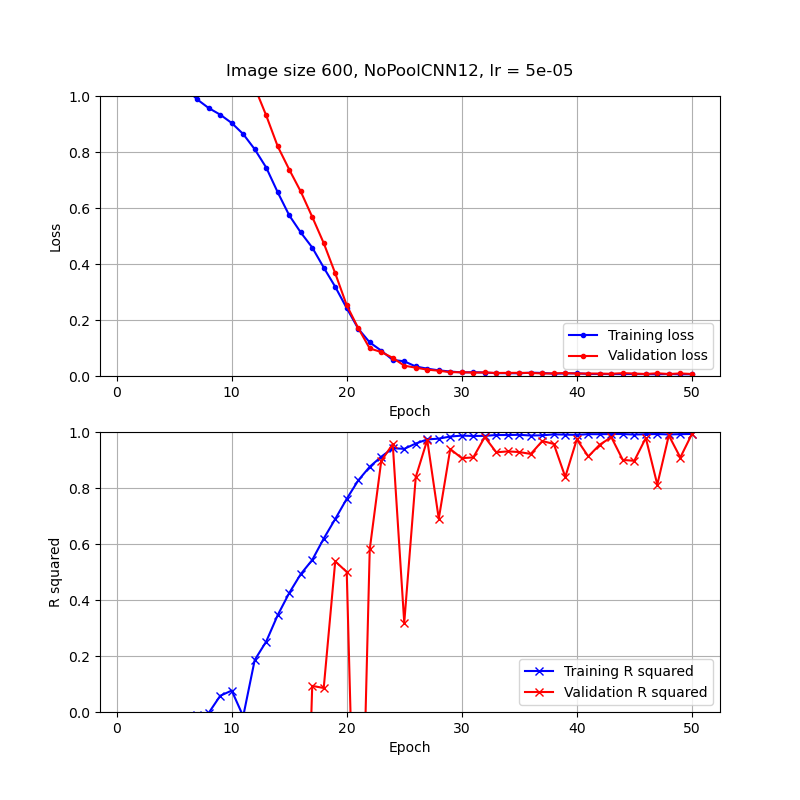 Image size 600, NoPoolCNN12, lr = 5e-05
1.0
0.8
0.6
0.4
0.2
0.0
Loss
Training loss
Validation loss
0 10 20 30 40 50
Epoch
1.0
0.8
0.6
0.4
0.2
0.0
R squared
Training R squared
Validation R squared
0 10 20 30 40 50
Epoch